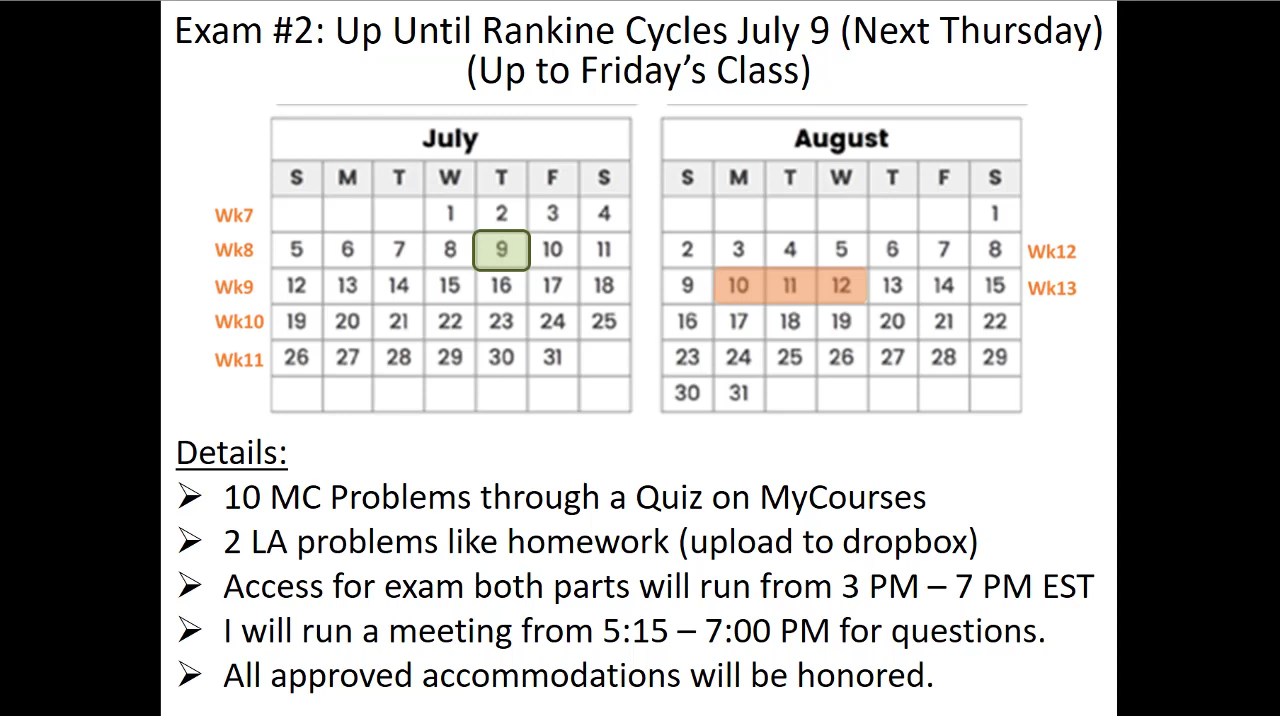 Exam #2: Up Until Rankine Cycles July 9 (Next Thursday)
(Up to Friday’s Class)
July
S M T W T F S
Wk7 1 2 3 4
Wk8 5 6 7 8 9 10 11
Wk9 12 13 14 15 16 17 18
Wk10 19 20 21 22 23 24 25
Wk11 26 27 28 29 30 31
August
S M T W T F S
1
2 3 4 5 6 7 8 Wk12
9 10 11 12 13 14 15 Wk13
16 17 18 19 20 21 22
23 24 25 26 27 28 29
30 31
Details:
➢ 10 MC Problems through a Quiz on MyCourses
➢ 2 LA problems like homework (upload to dropbox)
➢ Access for exam both parts will run from 3 PM – 7 PM EST
➢ I will run a meeting from 5:15 – 7:00 PM for questions.
➢ All approved accommodations will be honored.